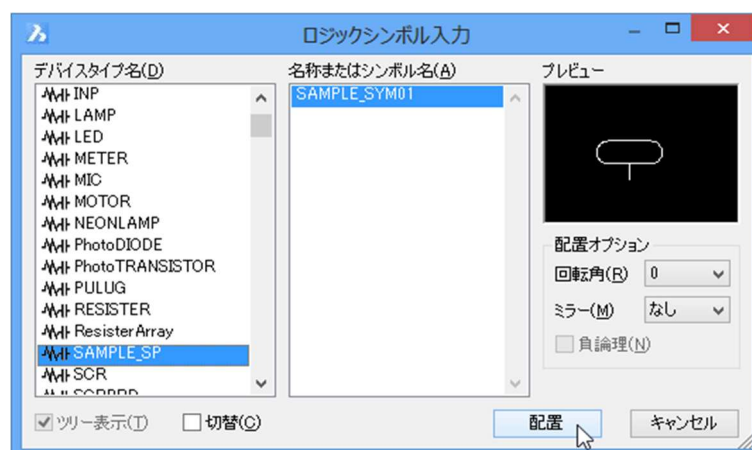 ロジックシンボル入力
デバイスタイプ名(D)
INP
LAMP
LED
METER
MIC
MOTOR
NEONLAMP
PhotoDIODE
PhotoTRANSISTOR
PULUG
RESISTER
ResisterArray
SAMPLE_SP
SCR
名称またはシンボル名(A)
SAMPLE_SYM01
プレビュー
配置オプション
回転角(R) 0
ミラー(M) なし
負論理(N)
ツリー表示(T) 切替(C)
配置 キャンセル